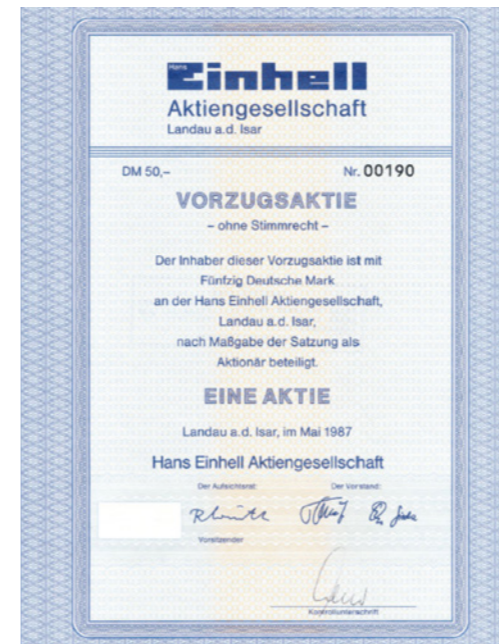 Hans
Einhell
Aktiengesellschaft
Landau a.d. Isar
DM 50,– Nr. 00190
VORZUGSAKTIE
– ohne Stimmrecht –
Der Inhaber dieser Vorzugsaktie ist mit
Fünfzig Deutsche Mark
an der Hans Einhell Aktiengesellschaft,
Landau a.d. Isar,
nach Maßgabe der Satzung als
Aktionär beteiligt.
EINE AKTIE
Landau a.d. Isar, im Mai 1987
Hans Einhell Aktiengesellschaft
Der Aufsichtsrat: Der Vorstand:
Vorsitzender
Kontrollunterschrift